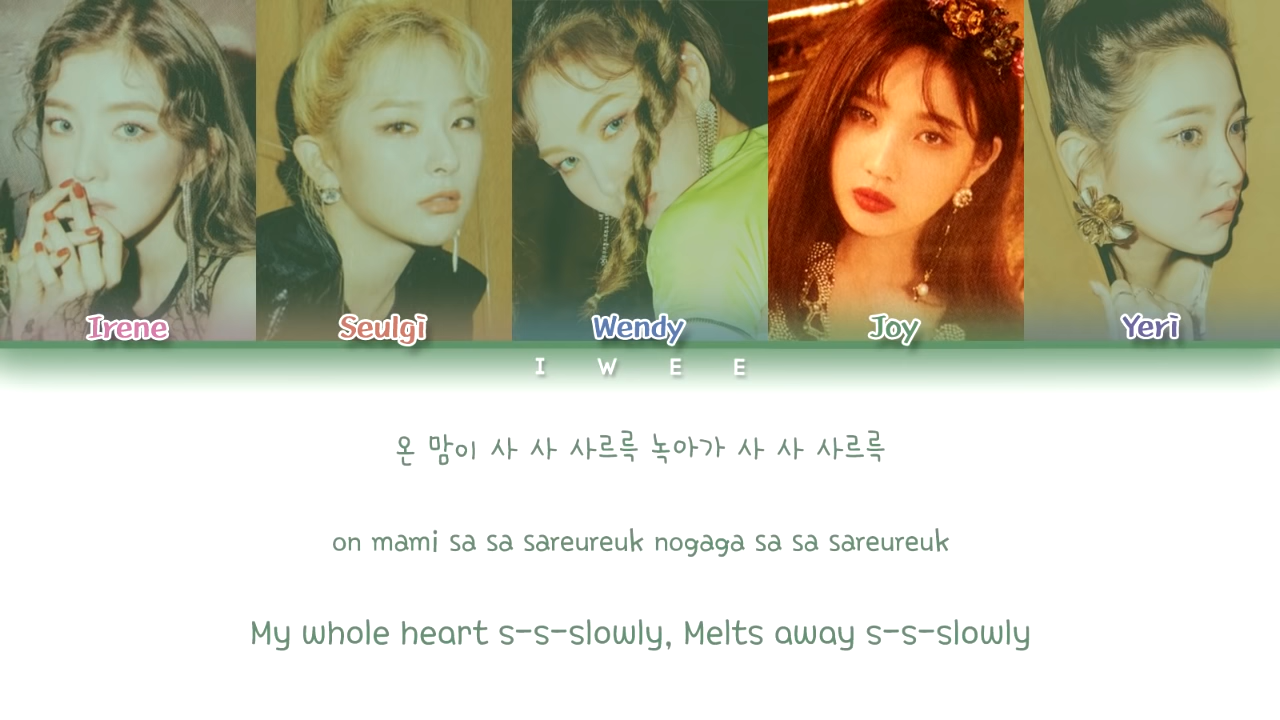 Irene Seulgi Wendy Joy Yeri
I W E E
온 맘이 사 사 사르륵 녹아가 사 사 사르륵
on mami sa sa sareureuk nogaga sa sa sareureuk
My whole heart s-s-slowly, Melts away s-s-slowly